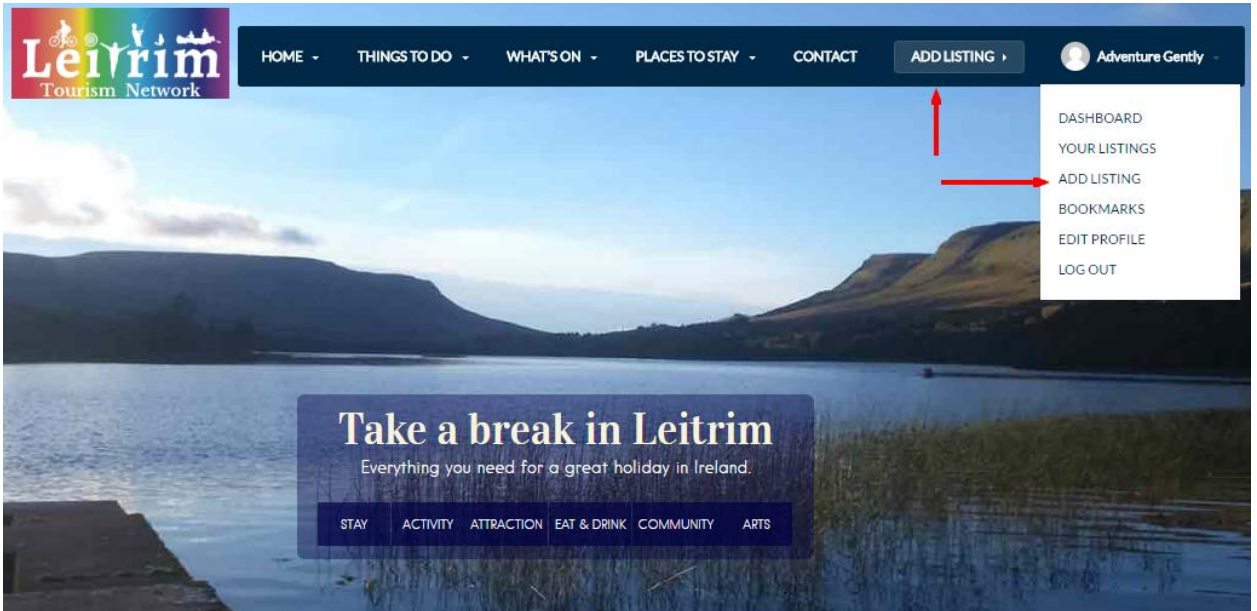 Leitrim
Tourism Network
HOME
THINGS TO DO
WHAT'S ON
PLACES TO STAY
CONTACT
ADD LISTING
Adventure Gently
DASHBOARD
YOUR LISTINGS
ADD LISTING
BOOKMARKS
EDIT PROFILE
LOG OUT
Take a break in Leitrim
Everything you need for a great holiday in Ireland.
STAY
ACTIVITY
ATTRACTION
EAT & DRINK
COMMUNITY
ARTS